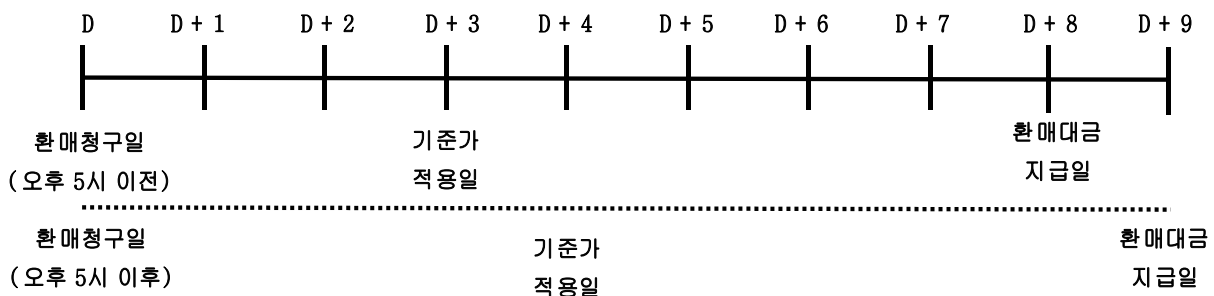 D D + 1 D + 2 D + 3 D + 4 D + 5 D + 6 D + 7 D + 8 D + 9
환매청구일 기준가 환매대금
(오후 5시 이전) 적용일 지급일
환매청구일 기준가 환매대금
(오후 5시 이후) 적용일 지급일